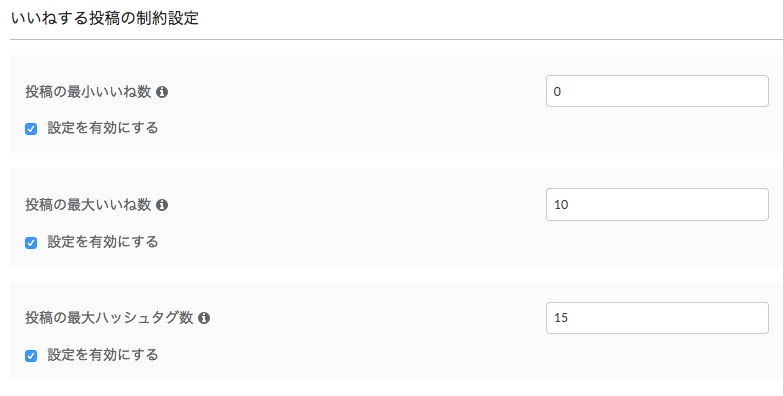 いいねする投稿の制約設定
投稿の最小いいね数
0
設定を有効にする
投稿の最大いいね数
10
設定を有効にする
投稿の最大ハッシュタグ数
15
設定を有効にする